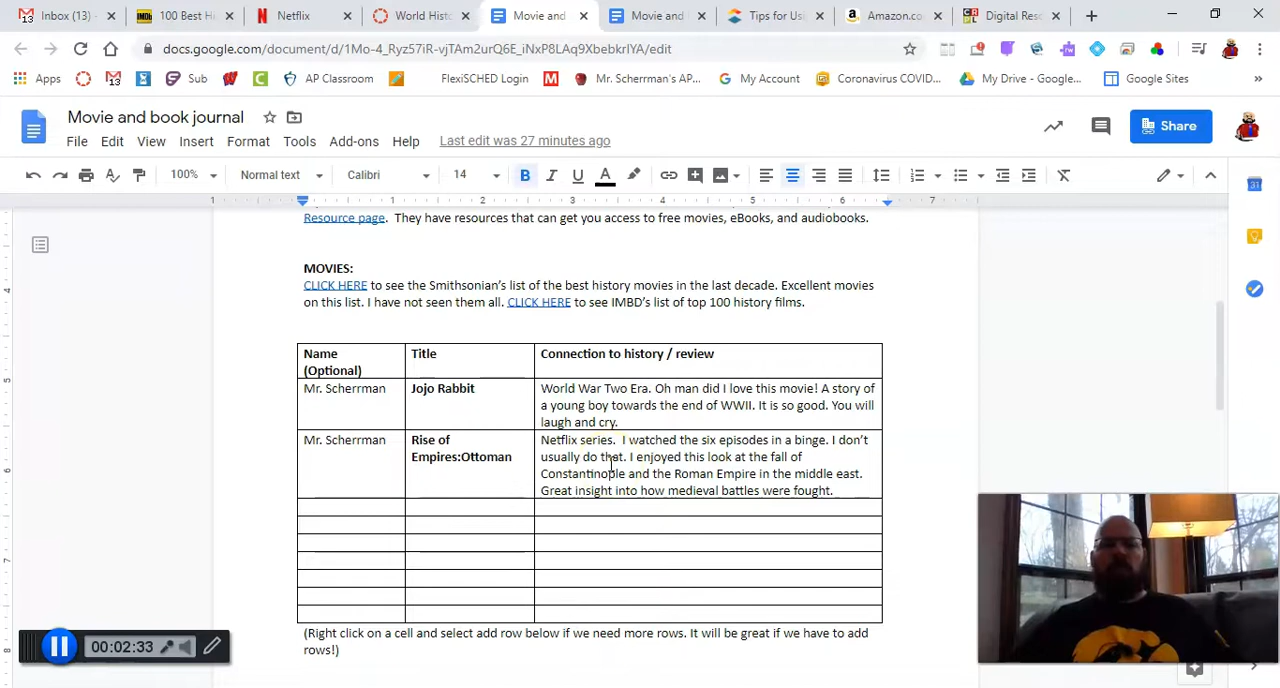 Inbox (13)
100 Best Hi
Netflix
World Hist
Movie and
Movie and
Tips for Us
Amazon.co
Digital Res
docs.google.com/document/d/1Mo-4_Ryz57iR-vjTAm2urQ6E_iNxP8LAq9XbebkrIYA/edit
Apps
Sub
AP Classroom
FlexiSCHED Login
Mr. Scherrman's AP...
My Account
Coronavirus COVID...
My Drive - Google...
Google Sites
Movie and book journal
File Edit View Insert Format Tools Add-ons Help Last edit was 27 minutes ago
Share
100% Normal text Calibri 14
1 1 2 3 4 5 6 7
Resource page. They have resources that can get you access to free movies, eBooks, and audiobooks.
MOVIES:
CLICK HERE to see the Smithsonian's list of the best history movies in the last decade. Excellent movies
on this list. I have not seen them all. CLICK HERE to see IMBD's list of top 100 history films.
Name
(Optional)
Title
Connection to history / review
Mr. Scherrman
Jojo Rabbit
World War Two Era. Oh man did I love this movie! A story of
a young boy towards the end of WWII. It is so good. You will
laugh and cry.
Mr. Scherrman
Rise of
Empires:Ottoman
Netflix series. I watched the six episodes in a binge. I don't
usually do that. I enjoyed this look at the fall of
Constantinople and the Roman Empire in the middle east.
Great insight into how medieval battles were fought.
(Right click on a cell and select add row below if we need more rows. It will be great if we have to add
rows!)
00:02:33